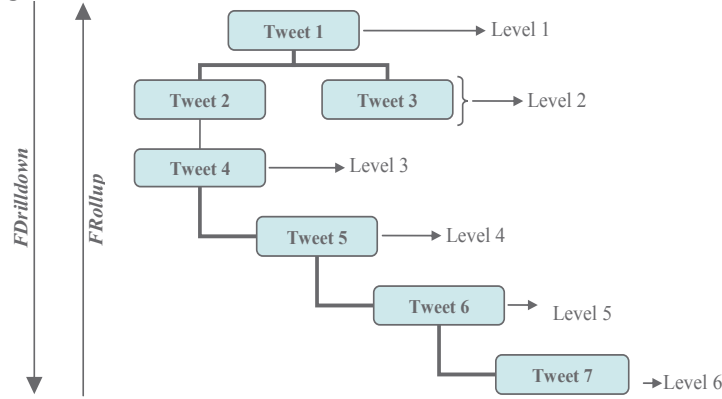 Tweet 1
Level 1
Tweet 2
Tweet 3
Level 2
Tweet 4
Level 3
Tweet 5
Level 4
Tweet 6
Level 5
Tweet 7
Level 6
FDrilldown
FRollup